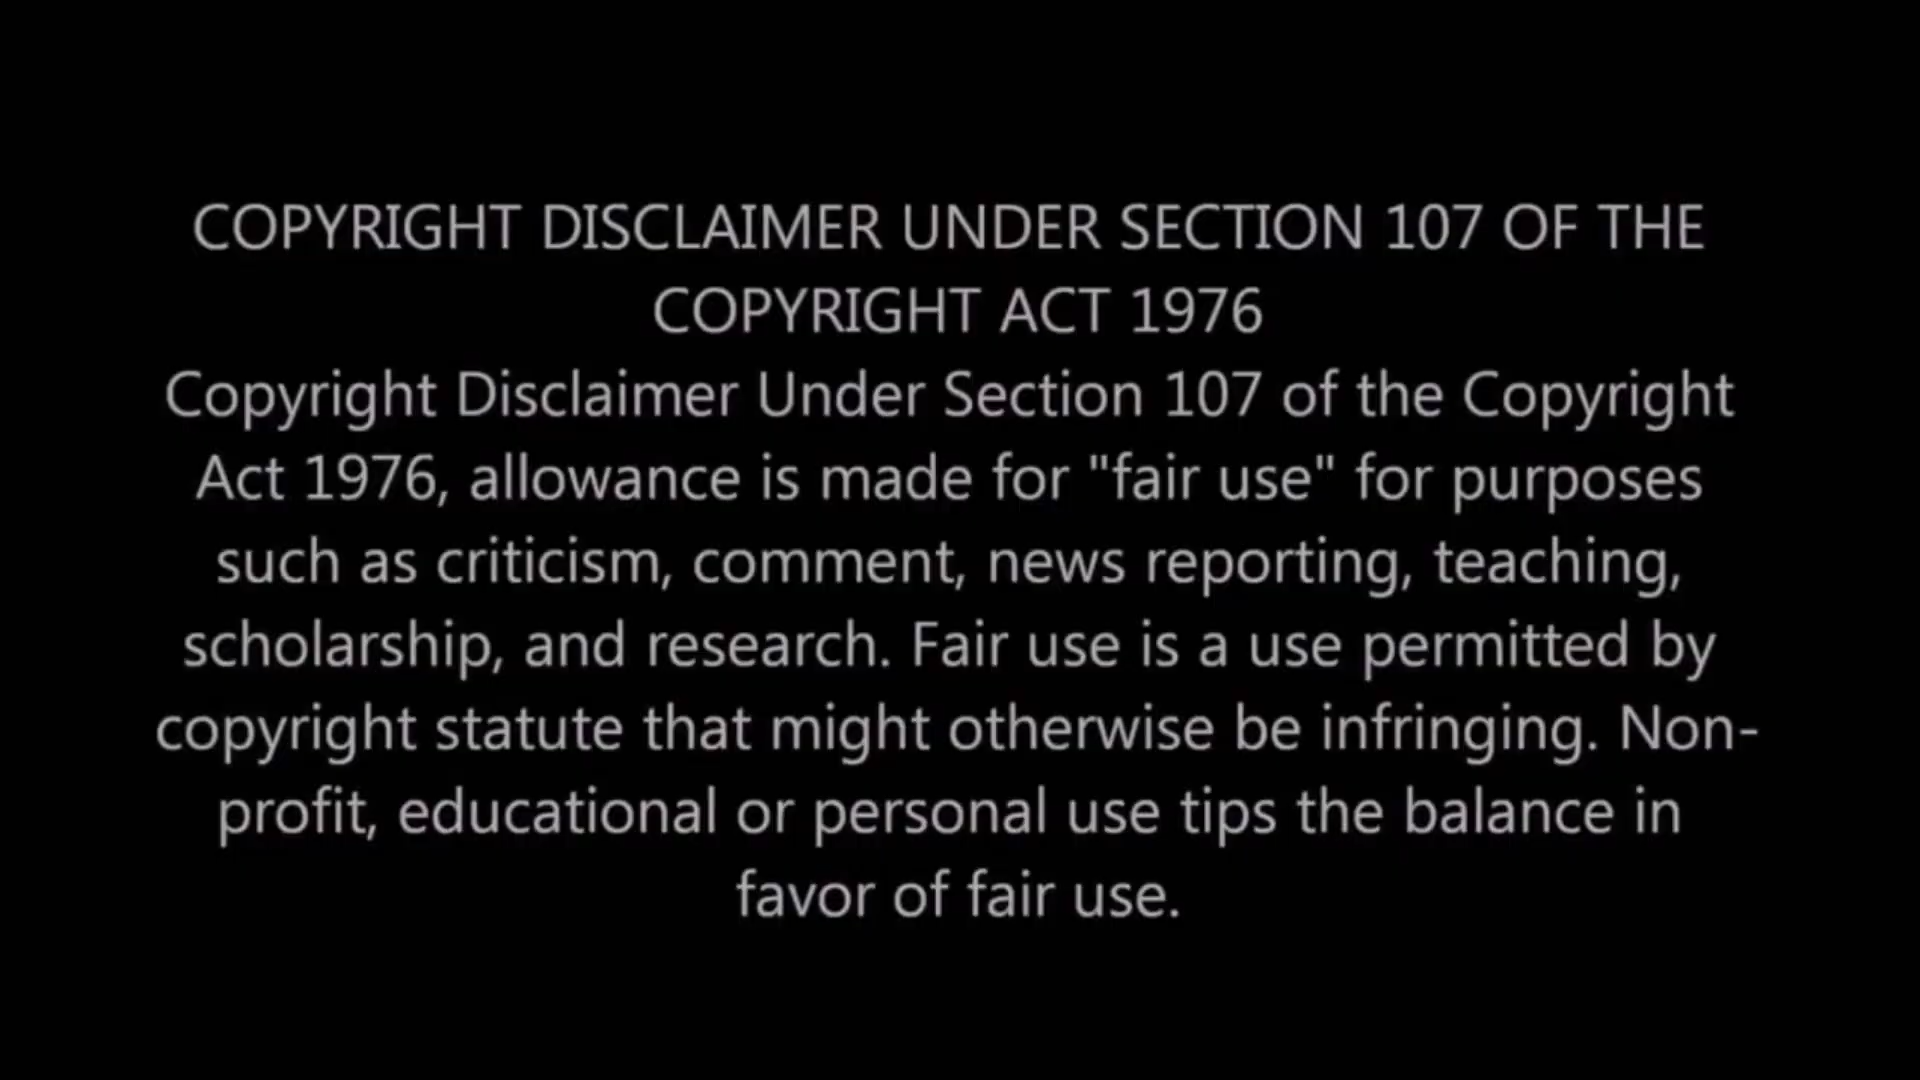 COPYRIGHT DISCLAIMER UNDER SECTION 107 OF THE
COPYRIGHT ACT 1976
Copyright Disclaimer Under Section 107 of the Copyright
Act 1976, allowance is made for "fair use" for purposes
such as criticism, comment, news reporting, teaching,
scholarship, and research. Fair use is a use permitted by
copyright statute that might otherwise be infringing. Non-
profit, educational or personal use tips the balance in
favor of fair use.